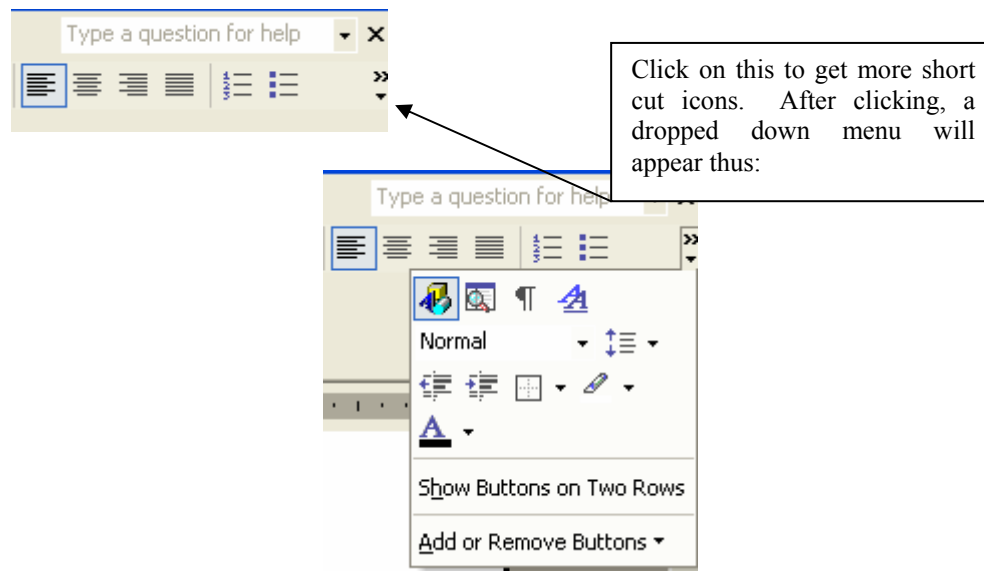 Type a question for help
Click on this to get more short
cut icons. After clicking, a
dropped down menu will
appear thus:
Type a question for help
Normal
Show Buttons on Two Rows
Add or Remove Buttons